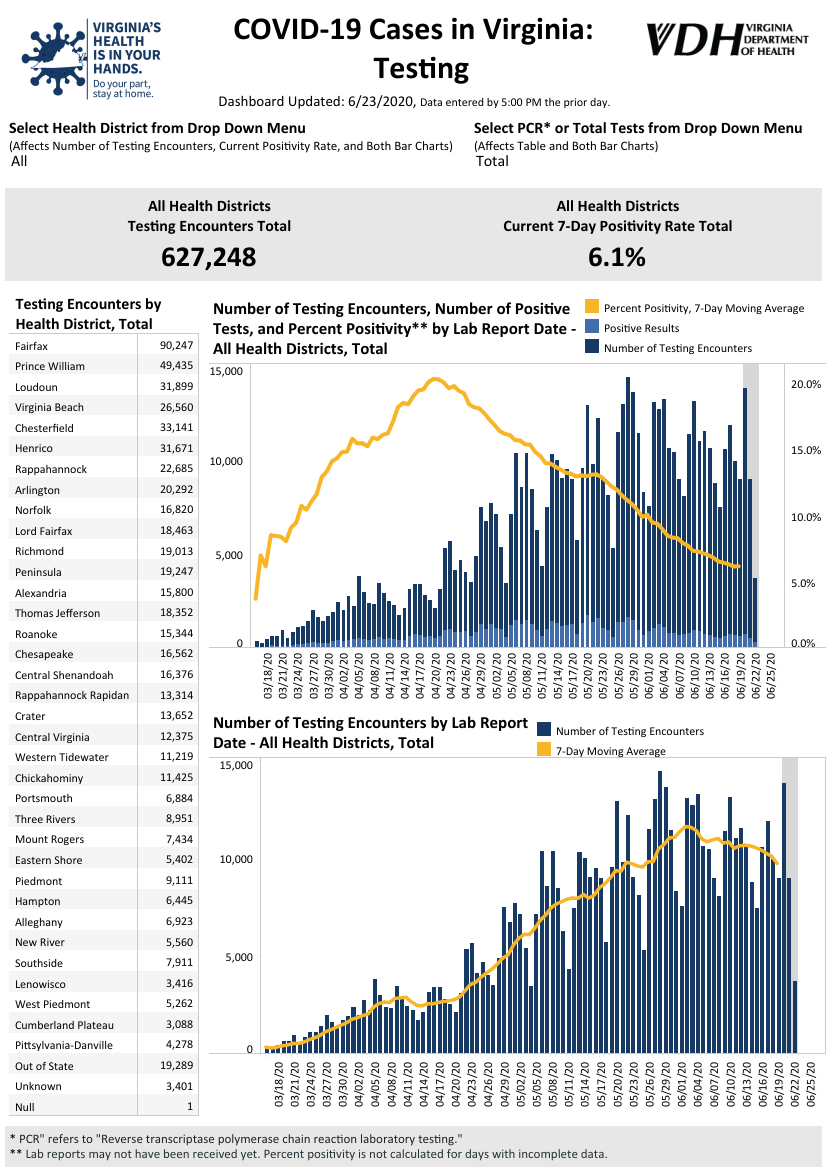 VIRGINIA'S
HEALTH
IS IN YOUR
HANDS.
Do your part,
stay at home.
COVID-19 Cases in Virginia:
Testing
VDH VIRGINIA
DEPARTMENT
OF HEALTH
Dashboard Updated: 6/23/2020, Data entered by 5:00 PM the prior day.
Select Health District from Drop Down Menu
(Affects Number of Testing Encounters, Current Positivity Rate, and Both Bar Charts)
All
Select PCR* or Total Tests from Drop Down Menu
(Affects Table and Both Bar Charts)
Total
All Health Districts
Testing Encounters Total
627,248
All Health Districts
Current 7-Day Positivity Rate Total
6.1%
Testing Encounters by
Health District, Total
Fairfax 90,247
Prince William 49,435
Loudoun 31,899
Virginia Beach 26,560
Chesterfield 33,141
Henrico 31,671
Rappahannock 22,685
Arlington 20,292
Norfolk 16,820
Lord Fairfax 18,463
Richmond 19,013
Peninsula 19,247
Alexandria 15,800
Thomas Jefferson 18,352
Roanoke 15,344
Chesapeake 16,562
Central Shenandoah 16,376
Rappahannock Rapidan 13,314
Crater 13,652
Central Virginia 12,375
Western Tidewater 11,219
Chickahominy 11,425
Portsmouth 6,884
Three Rivers 8,951
Mount Rogers 7,434
Eastern Shore 5,402
Piedmont 9,111
Hampton 6,445
Alleghany 6,923
New River 5,560
Southside 7,911
Lenowisco 3,416
West Piedmont 5,262
Cumberland Plateau 3,088
Pittsylvania-Danville 4,278
Out of State 19,289
Unknown 3,401
Null 1
Number of Testing Encounters, Number of Positive
Tests, and Percent Positivity** by Lab Report Date -
All Health Districts, Total
Percent Positivity, 7-Day Moving Average
Positive Results
Number of Testing Encounters
15,000
10,000
5,000
0
20.0%
15.0%
10.0%
5.0%
0.0%
03/18/20
03/21/20
03/24/20
03/27/20
03/30/20
04/02/20
04/05/20
04/08/20
04/11/20
04/14/20
04/17/20
04/20/20
04/23/20
04/26/20
04/29/20
05/02/20
05/05/20
05/08/20
05/11/20
05/14/20
05/17/20
05/20/20
05/23/20
05/26/20
05/29/20
06/01/20
06/04/20
06/07/20
06/10/20
06/13/20
06/16/20
06/19/20
06/22/20
06/25/20
Number of Testing Encounters by Lab Report
Date - All Health Districts, Total
Number of Testing Encounters
7-Day Moving Average
15,000
10,000
5,000
0
03/18/20
03/21/20
03/24/20
03/27/20
03/30/20
04/02/20
04/05/20
04/08/20
04/11/20
04/14/20
04/17/20
04/20/20
04/23/20
04/26/20
04/29/20
05/02/20
05/05/20
05/08/20
05/11/20
05/14/20
05/17/20
05/20/20
05/23/20
05/26/20
05/29/20
06/01/20
06/04/20
06/07/20
06/10/20
06/13/20
06/16/20
06/19/20
06/22/20
06/25/20
* PCR" refers to "Reverse transcriptase polymerase chain reaction laboratory testing."
** Lab reports may not have been received yet. Percent positivity is not calculated for days with incomplete data.